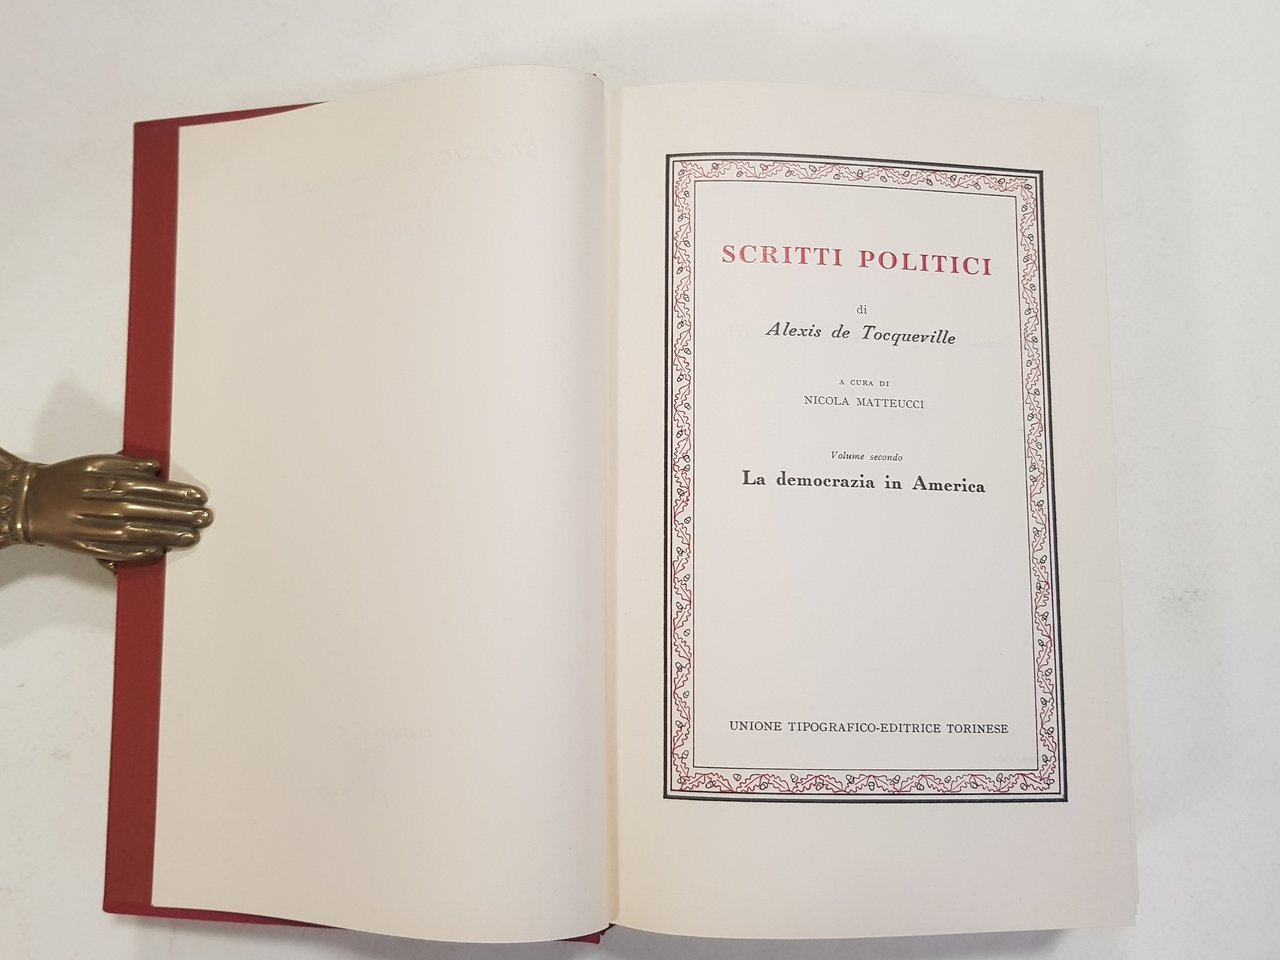 SCRITTI POLITICI
di
Alexis de Tocqueville
A CURA DI
NICOLA MATTEUCCI
Volume secondo
La democrazia in America
UNIONE TIPOGRAFICO-EDITRICE TORINESE